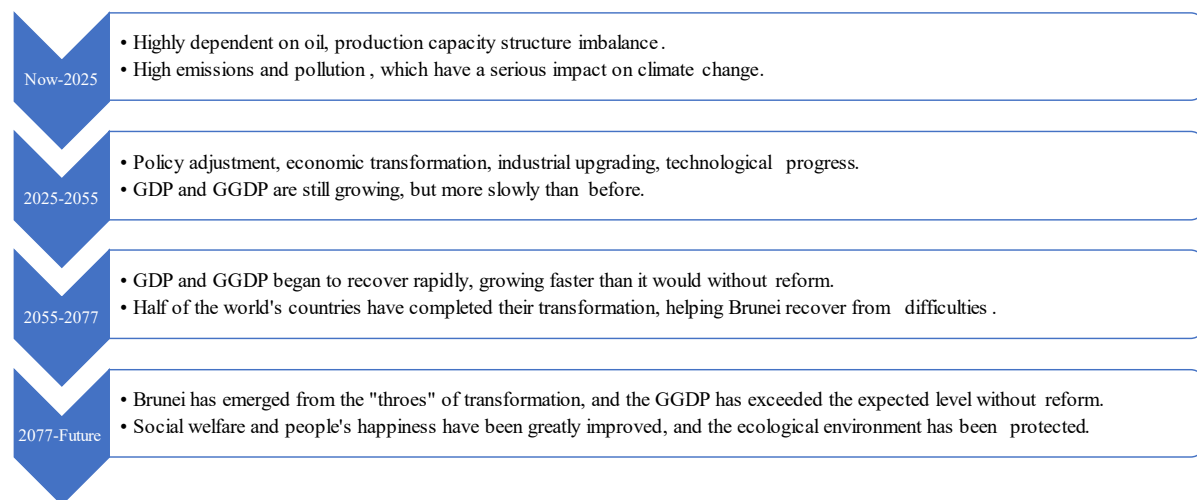 Now-2025
• Highly dependent on oil, production capacity structure imbalance.
• High emissions and pollution, which have a serious impact on climate change.
2025-2055
• Policy adjustment, economic transformation, industrial upgrading, technological progress.
• GDP and GGDP are still growing, but more slowly than before.
2055-2077
• GDP and GGDP began to recover rapidly, growing faster than it would without reform.
• Half of the world's countries have completed their transformation, helping Brunei recover from difficulties.
2077-Future
• Brunei has emerged from the "throes" of transformation, and the GGDP has exceeded the expected level without reform.
• Social welfare and people's happiness have been greatly improved, and the ecological environment has been protected.